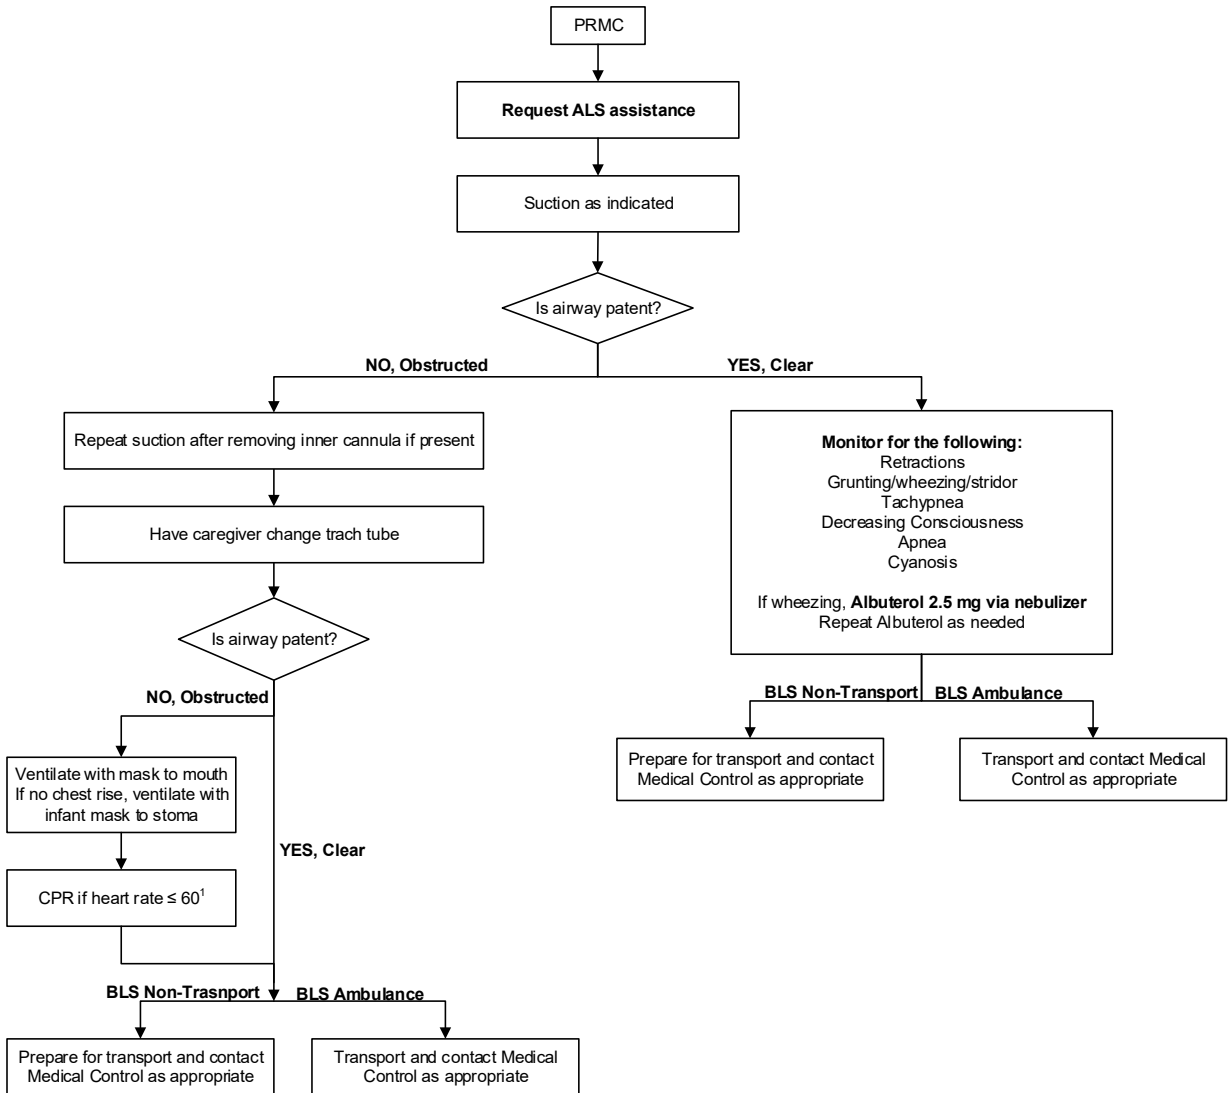 PRMC
Request ALS assistance
Suction as indicated
Is airway patent?
NO, Obstructed
YES, Clear
Repeat suction after removing inner cannula if present
Have caregiver change trach tube
Is airway patent?
NO, Obstructed
Ventilate with mask to mouth
If no chest rise, ventilate with
infant mask to stoma
CPR if heart rate ≤ 60¹
YES, Clear
BLS Non-Trasnport
BLS Ambulance
Prepare for transport and contact
Medical Control as appropriate
Transport and contact Medical
Control as appropriate
Monitor for the following:
Retractions
Grunting/wheezing/stridor
Tachypnea
Decreasing Consciousness
Apnea
Cyanosis
If wheezing, Albuterol 2.5 mg via nebulizer
Repeat Albuterol as needed
BLS Non-Transport
BLS Ambulance
Prepare for transport and contact
Medical Control as appropriate
Transport and contact Medical
Control as appropriate